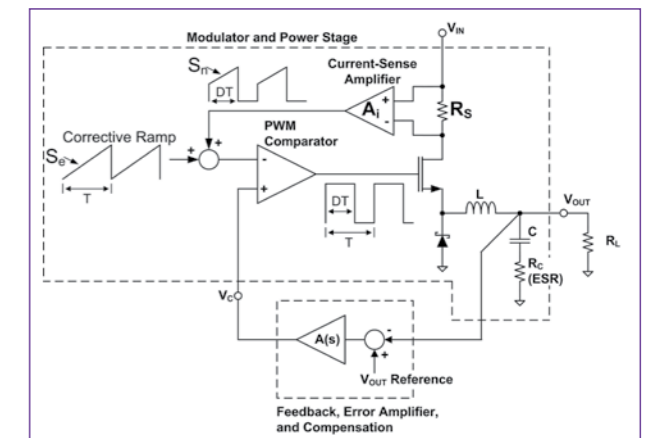 Modulator and Power Stage
VIN
Sn
DT
Current-Sense
Amplifier
Ai
+
-
RS
Corrective Ramp
Se
T
+
+
PWM
Comparator
-
+
DT
T
L
VOUT
C
RC
(ESR)
RL
VC
A(s)
-
+
VOUT Reference
Feedback, Error Amplifier,
and Compensation